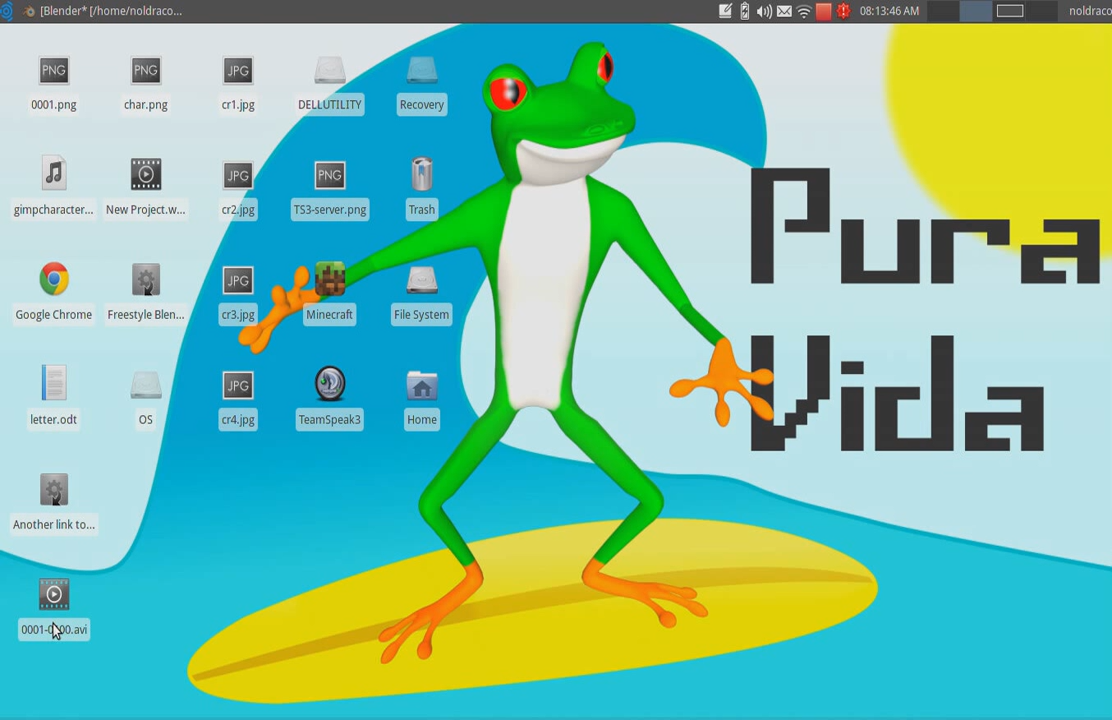 [Blender* [/home/noldraco...
08:13:46 AM
noldraco
PNG
PNG
JPG
0001.png
char.png
cr1.jpg
DELLUTILITY
Recovery
JPG
PNG
gimpcharacter...
New Project.w...
cr2.jpg
TS3-server.png
Trash
JPG
Google Chrome
Freestyle Blen...
cr3.jpg
Minecraft
File System
JPG
letter.odt
OS
cr4.jpg
TeamSpeak3
Home
Another link to...
Pura
Vida